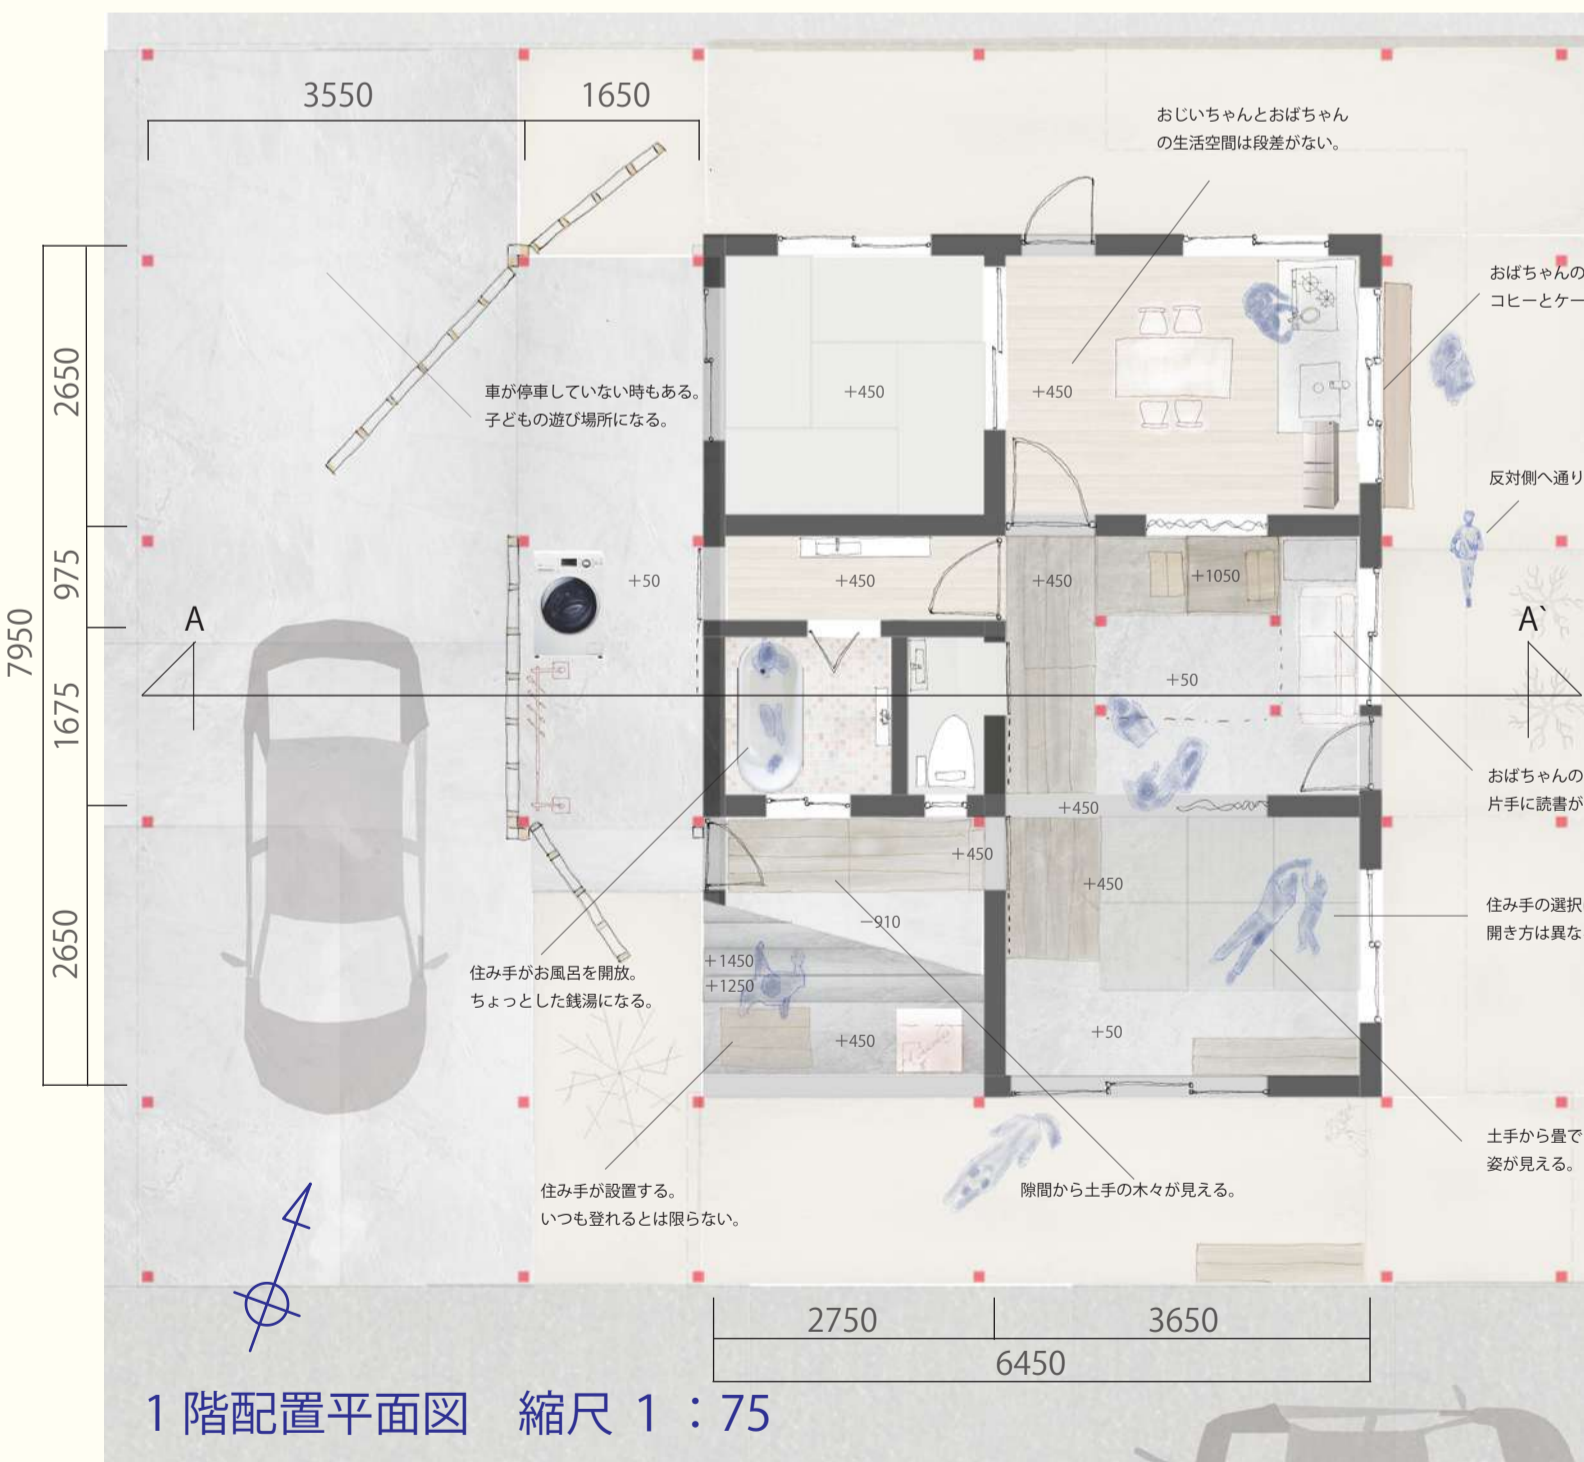 3550
1650
おじいちゃんとおばちゃん
の生活空間は段差がない。
おばちゃんの
コヒーとケー
2650
車が停車していない時もある。
子どもの遊び場所になる。
+450
+450
反対側へ通り
975
+50
+450
+450
+1050
7950
A
A`
1675
+50
おばちゃんの
片手に読書が
+450
+450
+450
2650
−910
住み手の選択
開き方は異な
+1450
+1250
住み手がお風呂を開放。
ちょっとした銭湯になる。
+450
+50
土手から畳で
姿が見える。
住み手が設置する。
いつも登れるとは限らない。
隙間から土手の木々が見える。
2750
3650
6450
1 階配置平面図　縮尺 1 ： 75